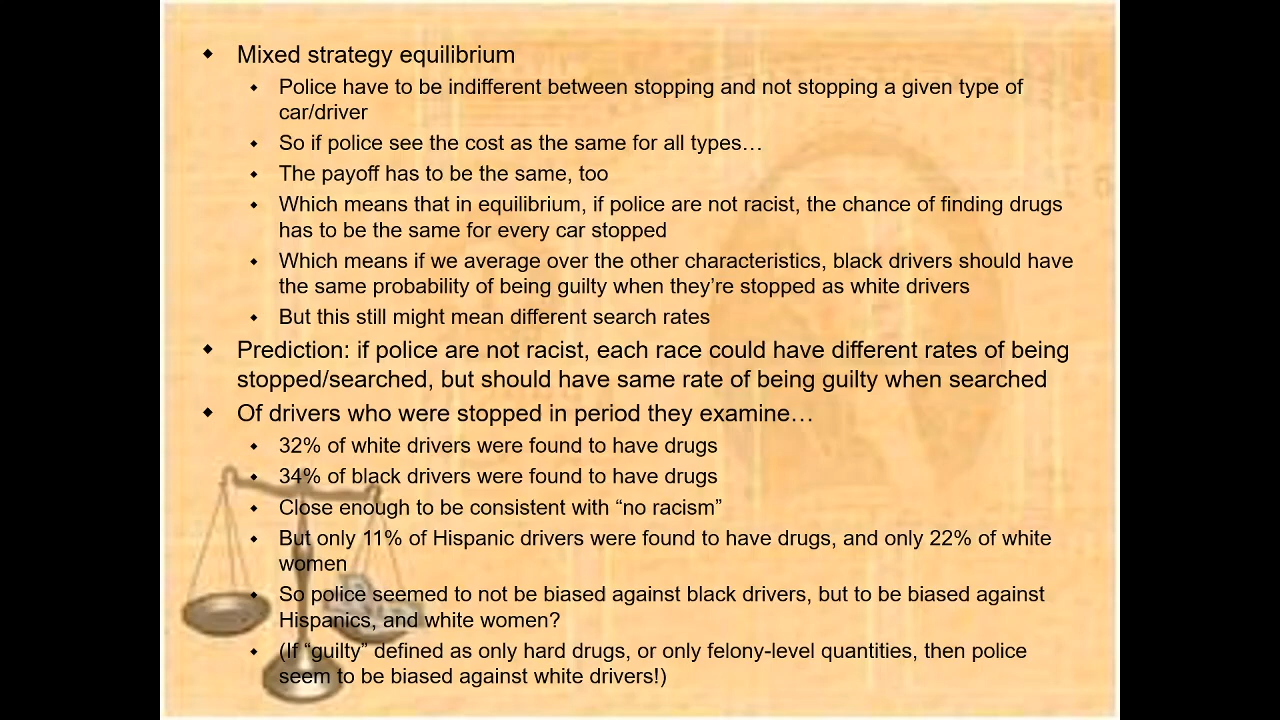 Mixed strategy equilibrium
Police have to be indifferent between stopping and not stopping a given type of
car/driver
So if police see the cost as the same for all types…
The payoff has to be the same, too
Which means that in equilibrium, if police are not racist, the chance of finding drugs
has to be the same for every car stopped
Which means if we average over the other characteristics, black drivers should have
the same probability of being guilty when they’re stopped as white drivers
But this still might mean different search rates
Prediction: if police are not racist, each race could have different rates of being
stopped/searched, but should have same rate of being guilty when searched
Of drivers who were stopped in period they examine…
32% of white drivers were found to have drugs
34% of black drivers were found to have drugs
Close enough to be consistent with “no racism”
But only 11% of Hispanic drivers were found to have drugs, and only 22% of white
women
So police seemed to not be biased against black drivers, but to be biased against
Hispanics, and white women?
(If “guilty” defined as only hard drugs, or only felony-level quantities, then police
seem to be biased against white drivers!)